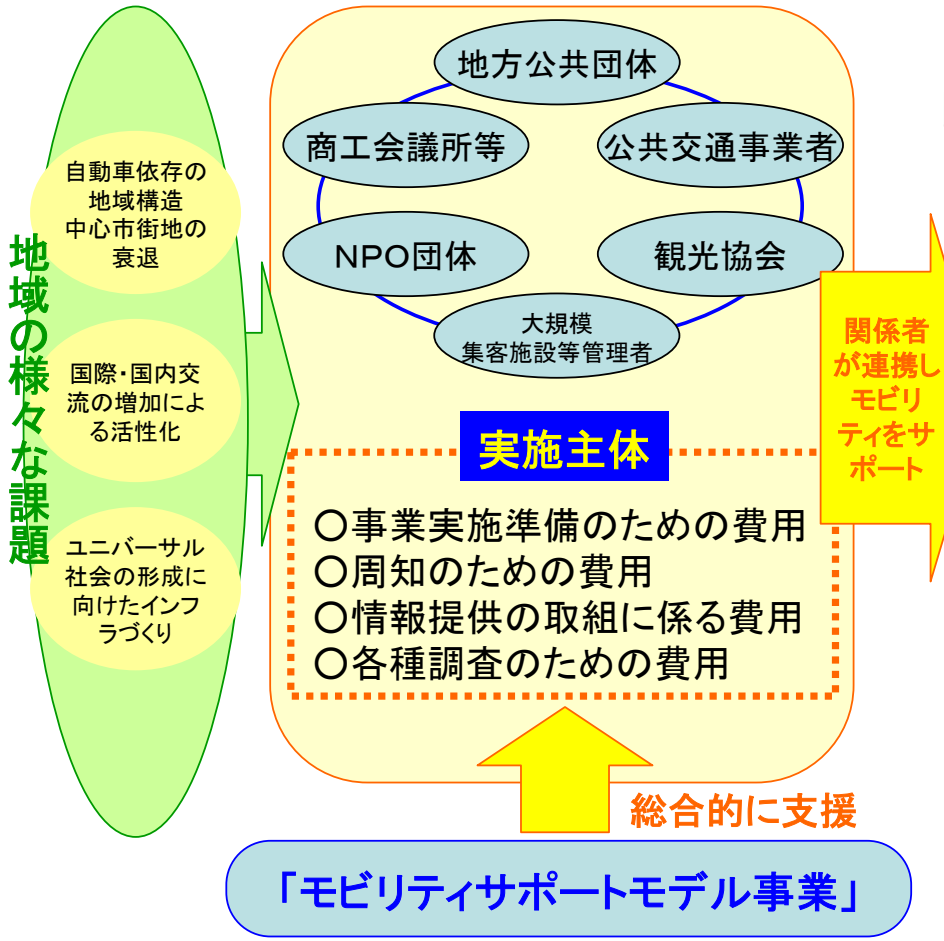 地域の様々な課題
自動車依存の
地域構造
中心市街地の
衰退
国際・国内交
流の増加によ
る活性化
ユニバーサル
社会の形成に
向けたインフ
ラづくり
地方公共団体
商工会議所等
公共交通事業者
NPO団体
観光協会
大規模
集客施設等管理者
実施主体
○事業実施準備のための費用
○周知のための費用
○情報提供の取組に係る費用
○各種調査のための費用
関係者
が連携し
モビリ
ティをサ
ポート
総合的に支援
「モビリティサポートモデル事業」